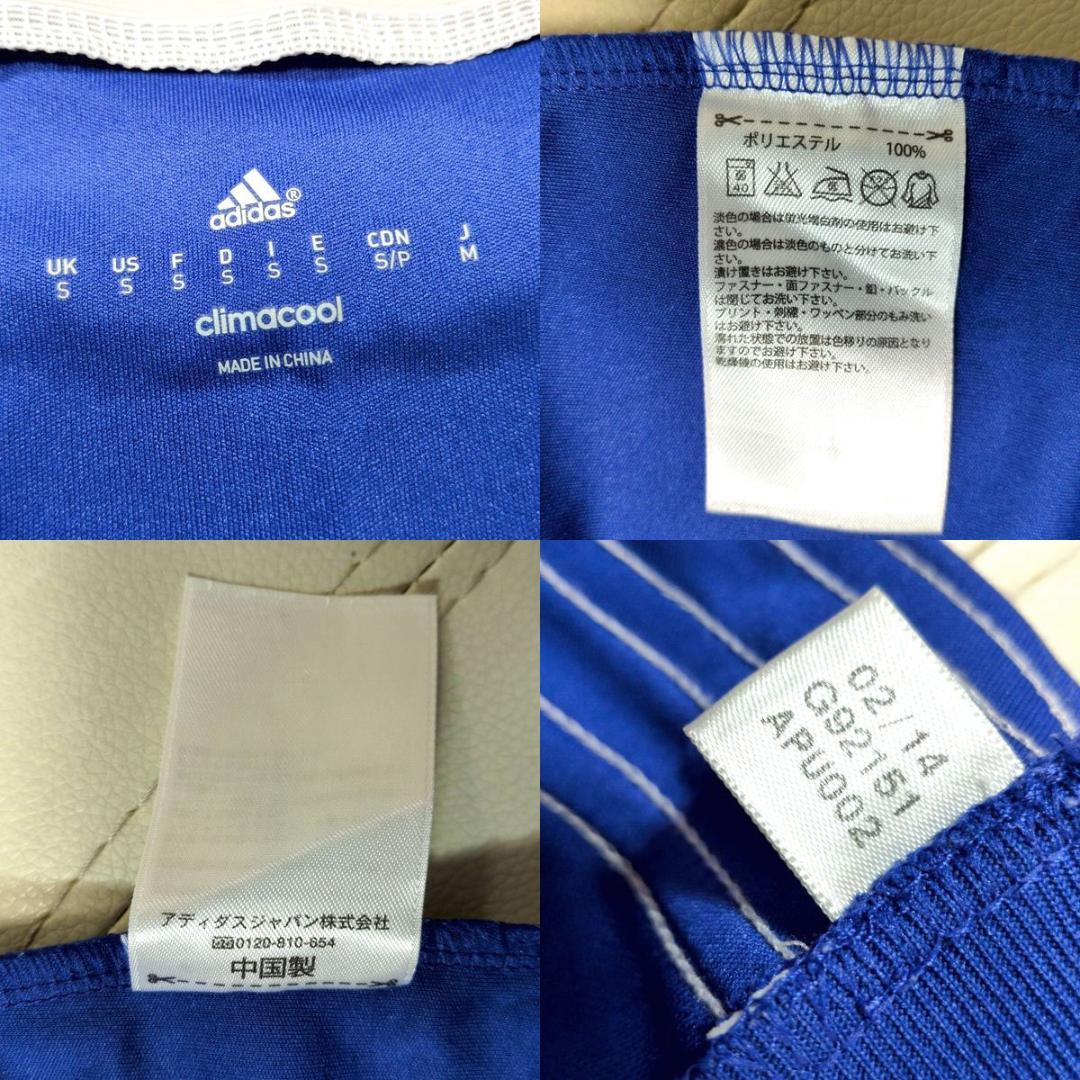 adidas®
UK US F D I E CDN J
S S S S S S S/P M
climacool
MADE IN CHINA
ポリエステル 100%
40
淡色の場合は蛍光増白剤の使用はお避け下
さい。
濃色の場合は淡色のものと分けてお洗い下
さい。
漬け置きはお避け下さい。
ファスナー・面ファスナー・釦・バックル
は閉じてお洗い下さい。
プリント・刺繍・ワッペン部分のもみ洗い
はお避け下さい。
濡れた状態での放置は色移りの原因となり
ますのでお避け下さい。
乾燥機の使用はお避け下さい。
アディダスジャパン株式会社
0120-810-654
中国製
02/14
G92151
APU002